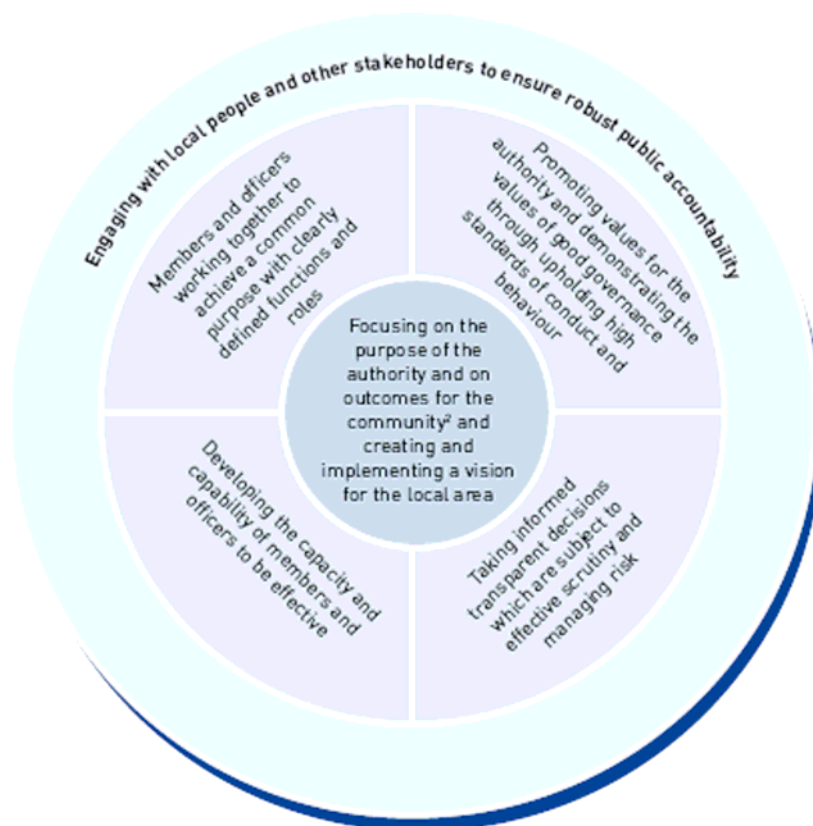 Engaging with local people and other stakeholders to ensure robust public accountability
Members and officers
working together to
achieve a common
purpose with clearly
defined functions and
roles
Promoting values for the
authority and demonstrating the
values of good governance
through upholding high
standards of conduct and
behaviour
Focusing on the
purpose of the
authority and on
outcomes for the
community² and
creating and
implementing a vision
for the local area
Developing the capacity and
capability of members and
officers to be effective
Taking informed
transparent decisions
which are subject to
effective scrutiny and
managing risk